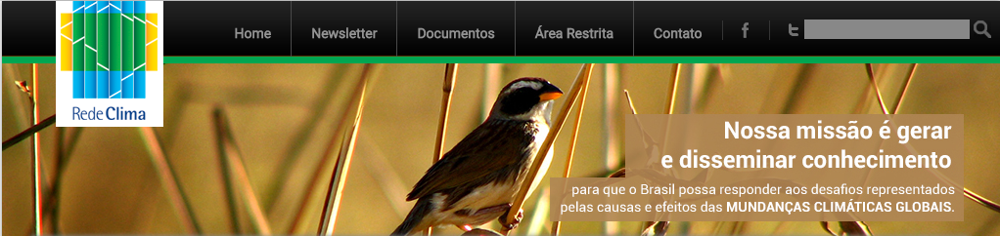 Home
Newsletter
Documentos
Área Restrita
Contato
Rede Clima
Nossa missão é gerar
e disseminar conhecimento
para que o Brasil possa responder aos desafios representados
pelas causas e efeitos das MUNDANÇAS CLIMÁTICAS GLOBAIS.